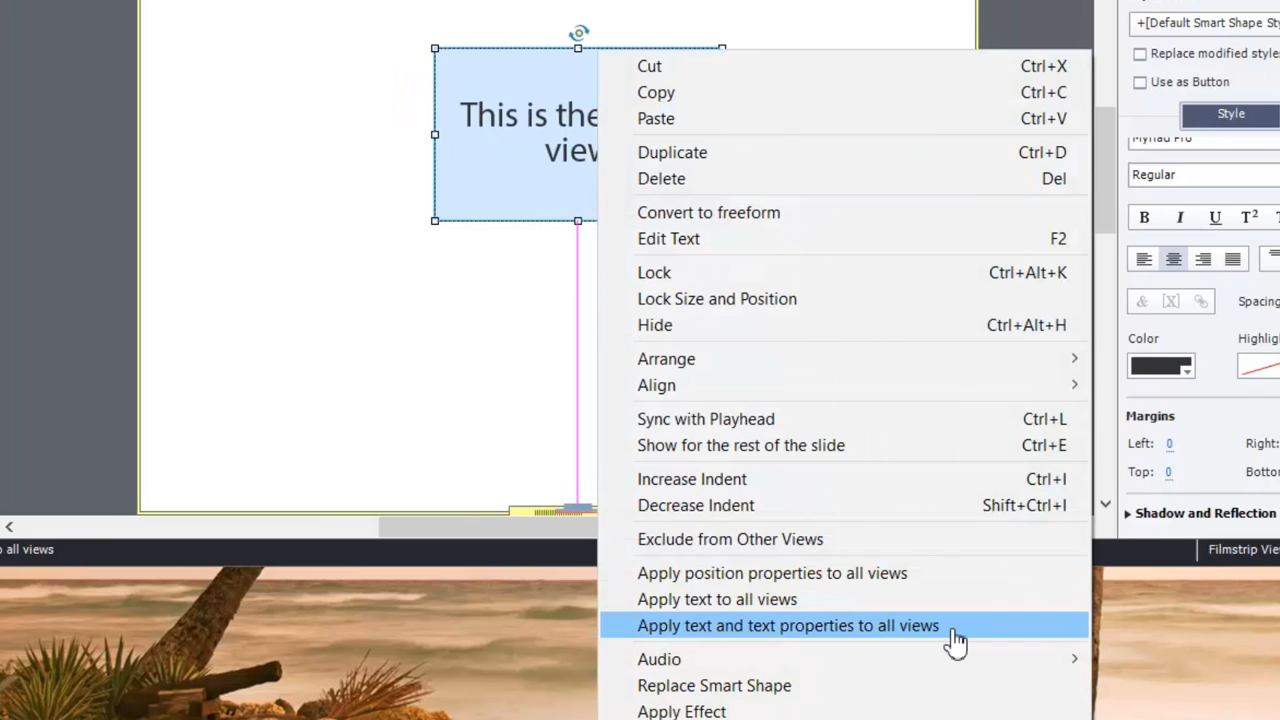 +[Default Smart Shape St
Replace modified style
Use as Button
Style
Myriad Pro
Regular
B I U T²
Spacing
Color
Highlig
Margins
Left: 0
Right:
Top: 0
Botto
Shadow and Reflection
This is the
view
Cut Ctrl+X
Copy Ctrl+C
Paste Ctrl+V
Duplicate Ctrl+D
Delete Del
Convert to freeform
Edit Text F2
Lock Ctrl+Alt+K
Lock Size and Position
Hide Ctrl+Alt+H
Arrange
Align
Sync with Playhead Ctrl+L
Show for the rest of the slide Ctrl+E
Increase Indent Ctrl+I
Decrease Indent Shift+Ctrl+I
Exclude from Other Views
Apply position properties to all views
Apply text to all views
Apply text and text properties to all views
Audio
Replace Smart Shape
Apply Effect
o all views
Filmstrip Vie